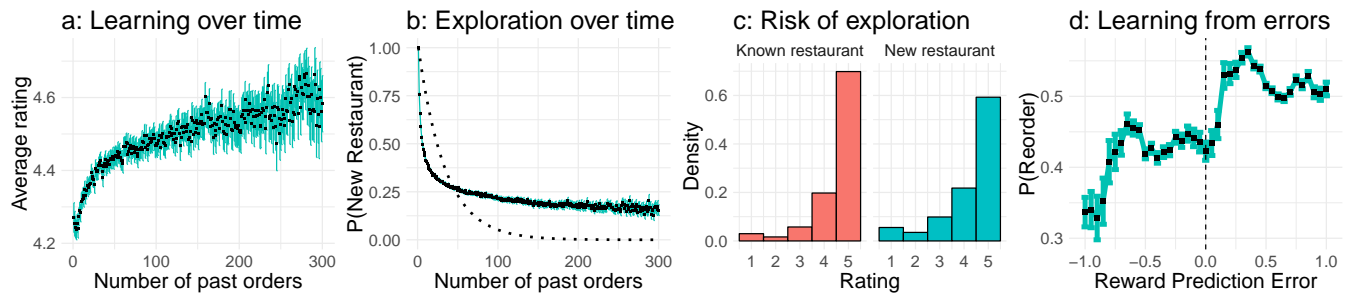 a: Learning over time
Average rating
4.6
4.4
4.2
0 100 200 300
Number of past orders
b: Exploration over time
P(New Restaurant)
1.00
0.75
0.50
0.25
0.00
0 100 200 300
Number of past orders
c: Risk of exploration
Known restaurant New restaurant
Density
0.6
0.4
0.2
0.0
1 2 3 4 5 1 2 3 4 5
Rating
d: Learning from errors
P(Reorder)
0.5
0.4
0.3
−1.0 −0.5 0.0 0.5 1.0
Reward Prediction Error